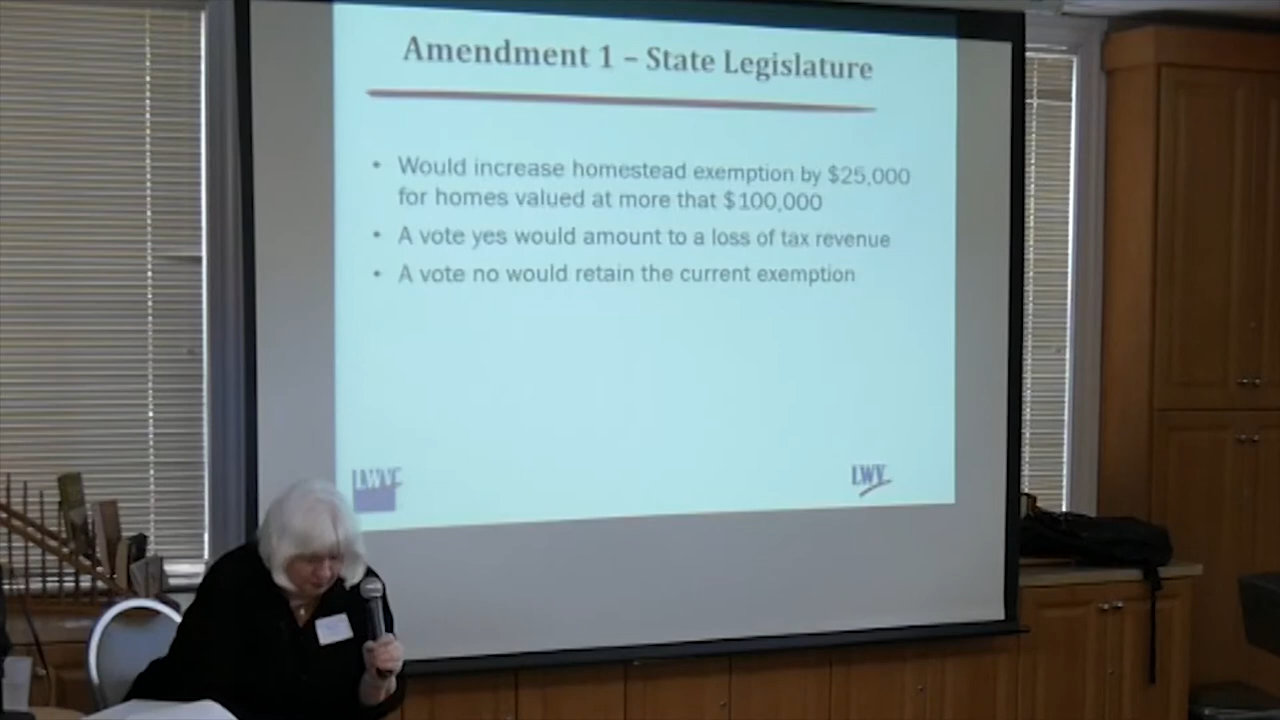 Amendment 1 – State Legislature
• Would increase homestead exemption by $25,000
for homes valued at more that $100,000
• A vote yes would amount to a loss of tax revenue
• A vote no would retain the current exemption
LWVF
LWV